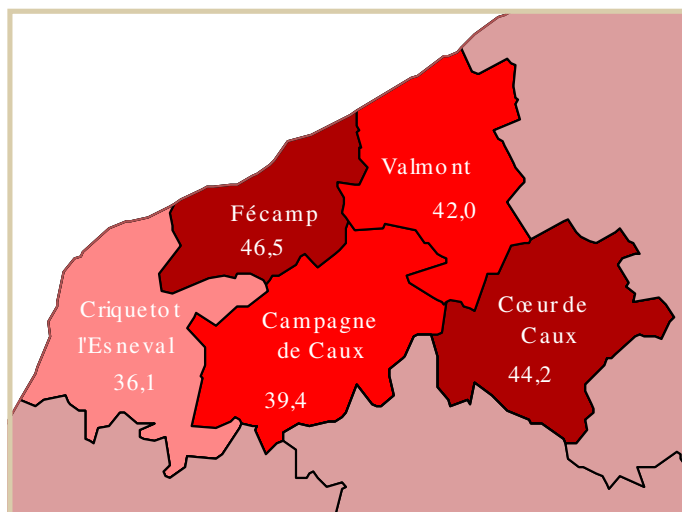 Valmont
42,0
Fécamp
46,5
Criquetot
l'Esneval
36,1
Campagne
de Caux
39,4
Cœur de
Caux
44,2